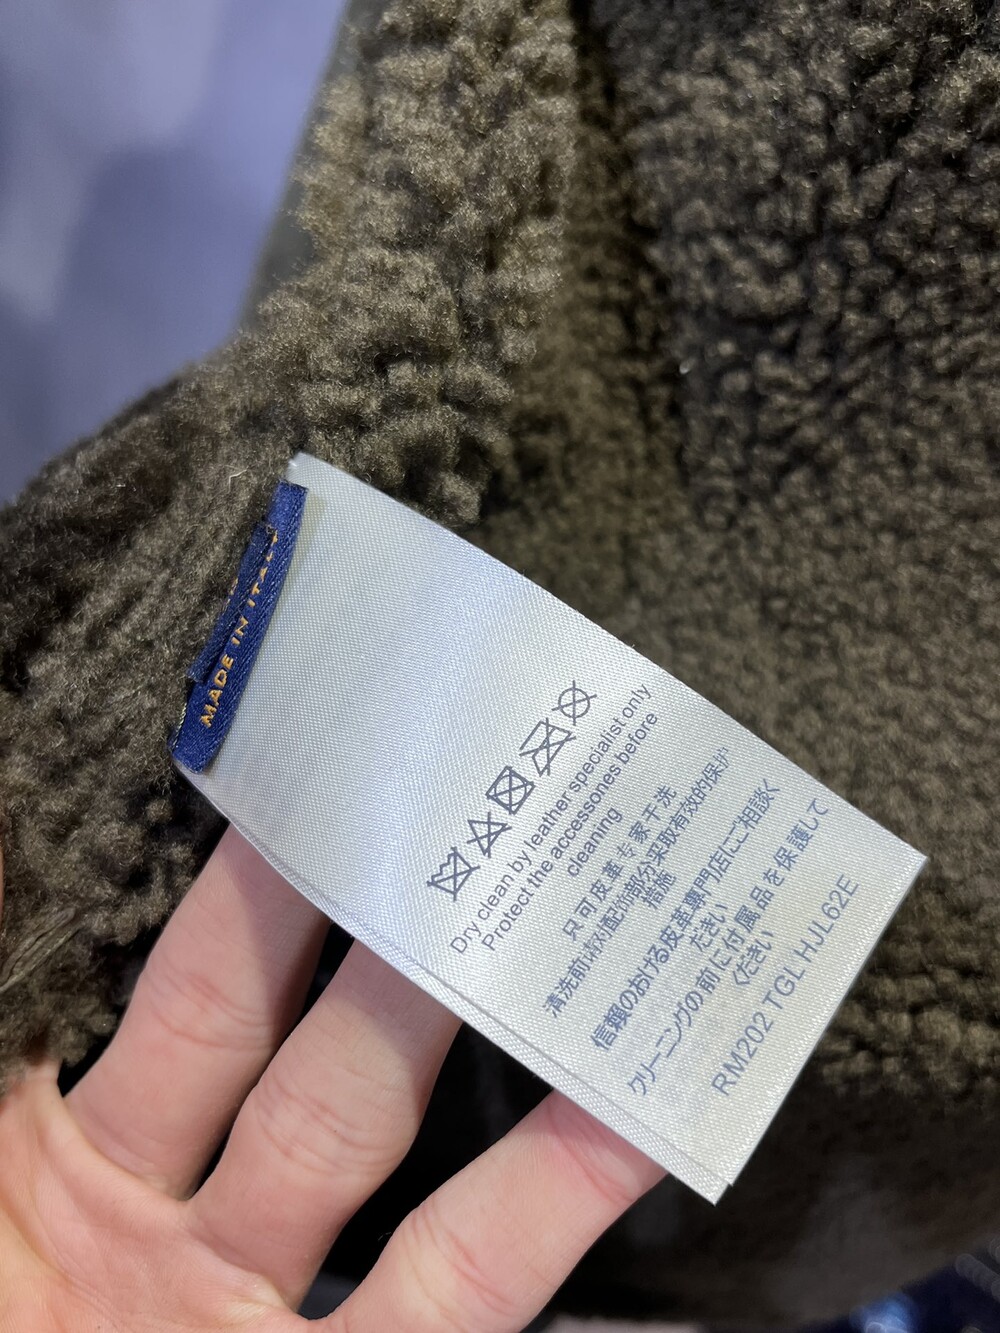 MADE IN ITALY
Dry clean by leather specialist only
Protect the accessories before
cleaning
只可皮革专家干洗
清洗前请对配饰部分采取有效的保护
措施
信頼のおける皮革専門店にご相談く
ださい
クリーニングの前に付属品を保護して
ください
RM202 TGL HJL62E